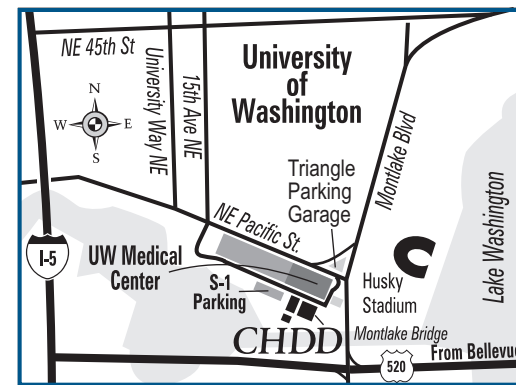 NE 45th St
University Way NE
15th Ave NE
University
of
Washington
Montlake Blvd
N
W
E
S
Triangle
Parking
Garage
NE Pacific St.
Lake Washington
I-5
UW Medical
Center
S-1
Parking
Husky
Stadium
CHDD
Montlake Bridge
520
From Bellevue